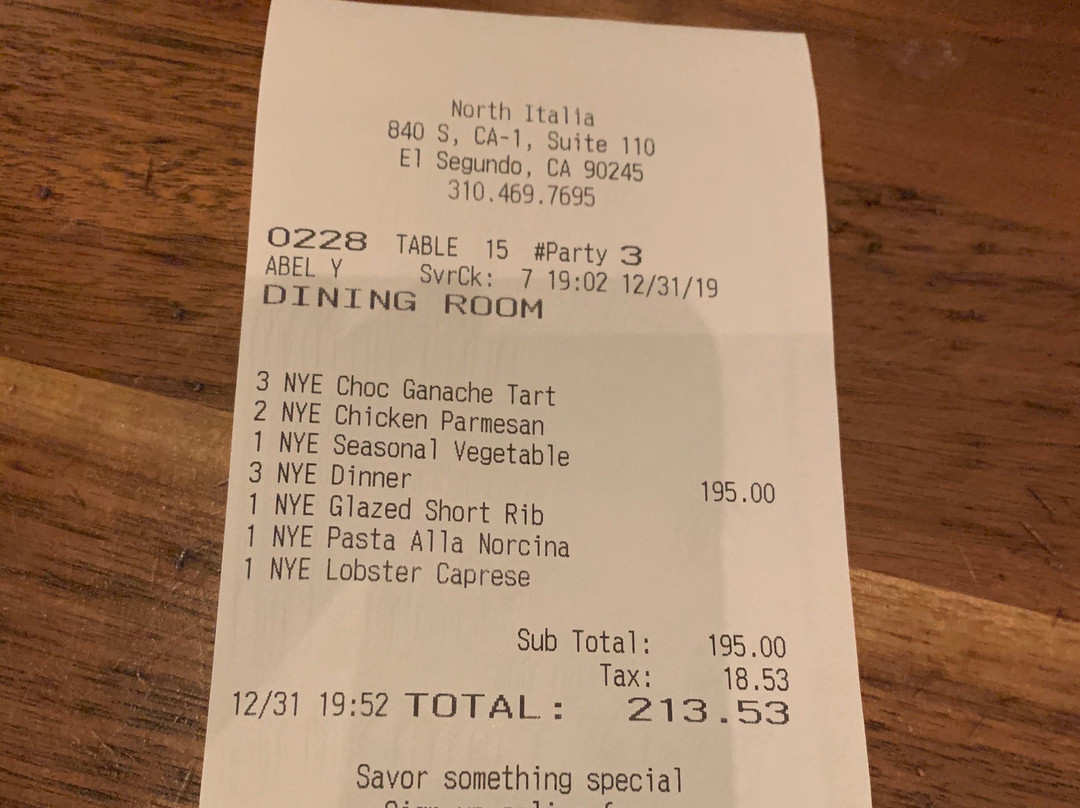 North Italia
840 S, CA-1, Suite 110
El Segundo, CA 90245
310.469.7695
0228 TABLE 15 #Party 3
ABEL Y SvrCk: 7 19:02 12/31/19
DINING ROOM
3 NYE Choc Ganache Tart
2 NYE Chicken Parmesan
1 NYE Seasonal Vegetable
3 NYE Dinner 195.00
1 NYE Glazed Short Rib
1 NYE Pasta Alla Norcina
1 NYE Lobster Caprese
Sub Total: 195.00
Tax: 18.53
12/31 19:52 TOTAL: 213.53
Savor something special